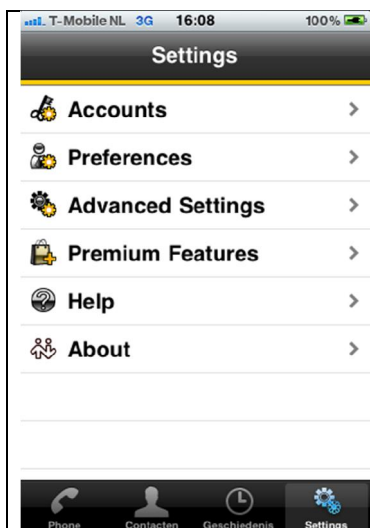 T-Mobile NL 3G 16:08 100%
Settings
Accounts
Preferences
Advanced Settings
Premium Features
Help
About
Phone Contacten Geschiedenis Settings